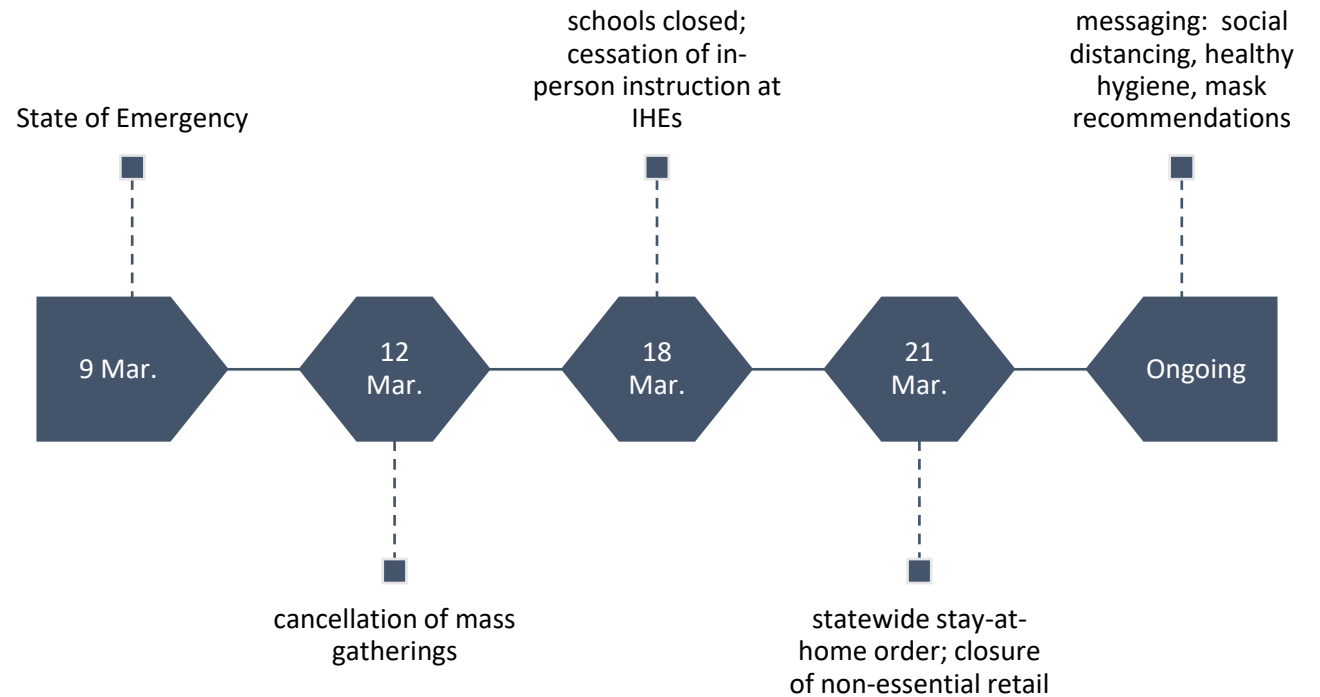 schools closed;
cessation of in-
person instruction at
IHEs
messaging: social
distancing, healthy
hygiene, mask
recommendations
State of Emergency
9 Mar.
12
Mar.
18
Mar.
21
Mar.
Ongoing
cancellation of mass
gatherings
statewide stay-at-
home order; closure
of non-essential retail